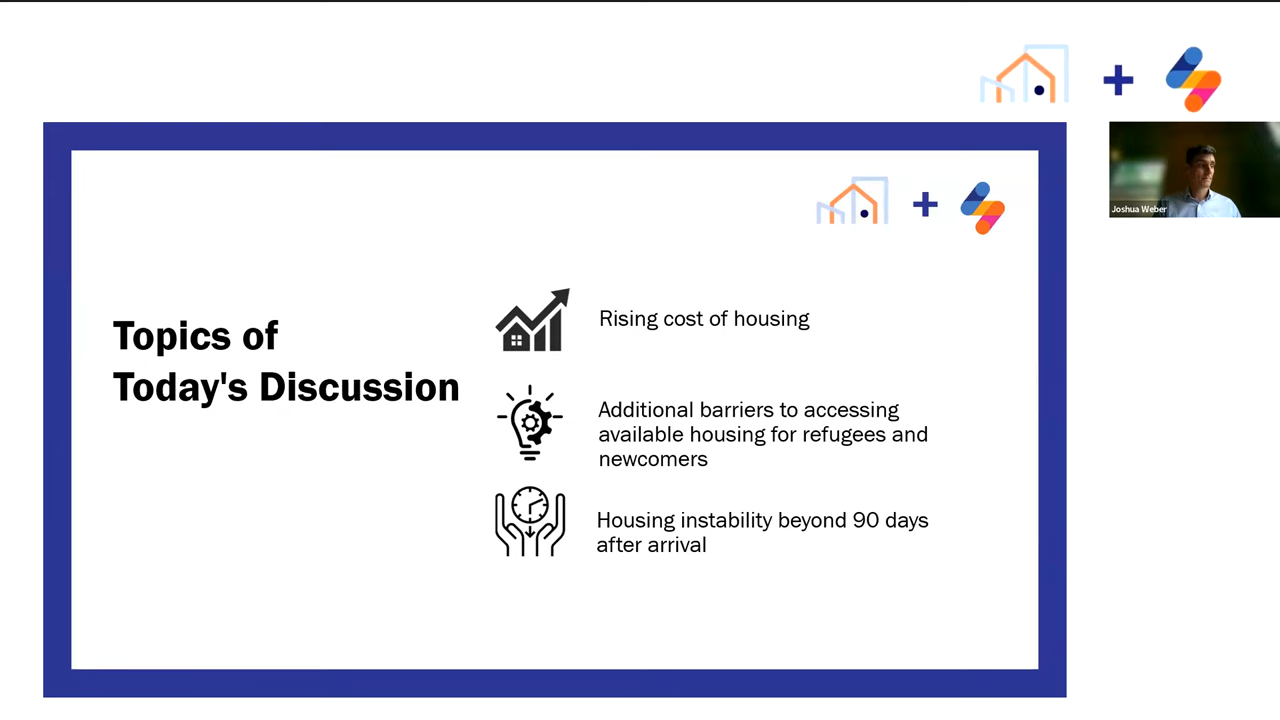 Joshua Weber
Topics of
Today's Discussion
Rising cost of housing
Additional barriers to accessing
available housing for refugees and
newcomers
Housing instability beyond 90 days
after arrival